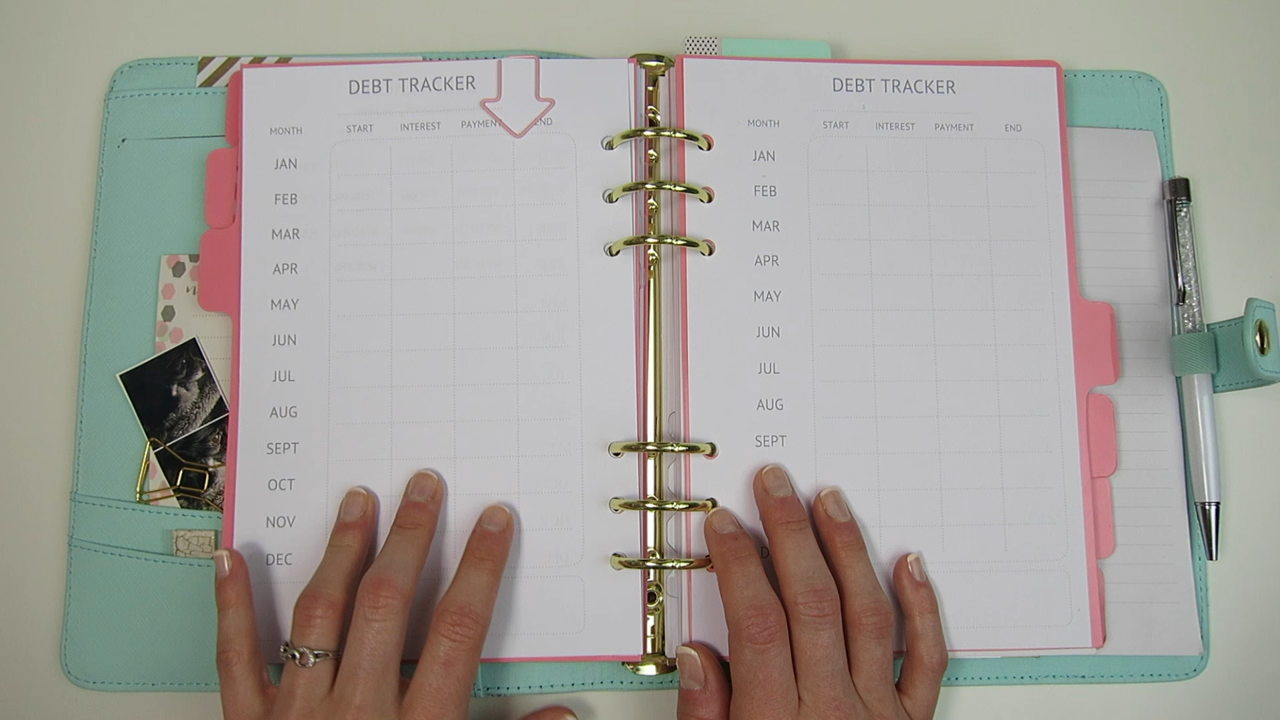 DEBT TRACKER
MONTH START INTEREST PAYMENT END
JAN
FEB
MAR
APR
MAY
JUN
JUL
AUG
SEPT
OCT
NOV
DEC
DEBT TRACKER
MONTH START INTEREST PAYMENT END
JAN
FEB
MAR
APR
MAY
JUN
JUL
AUG
SEPT